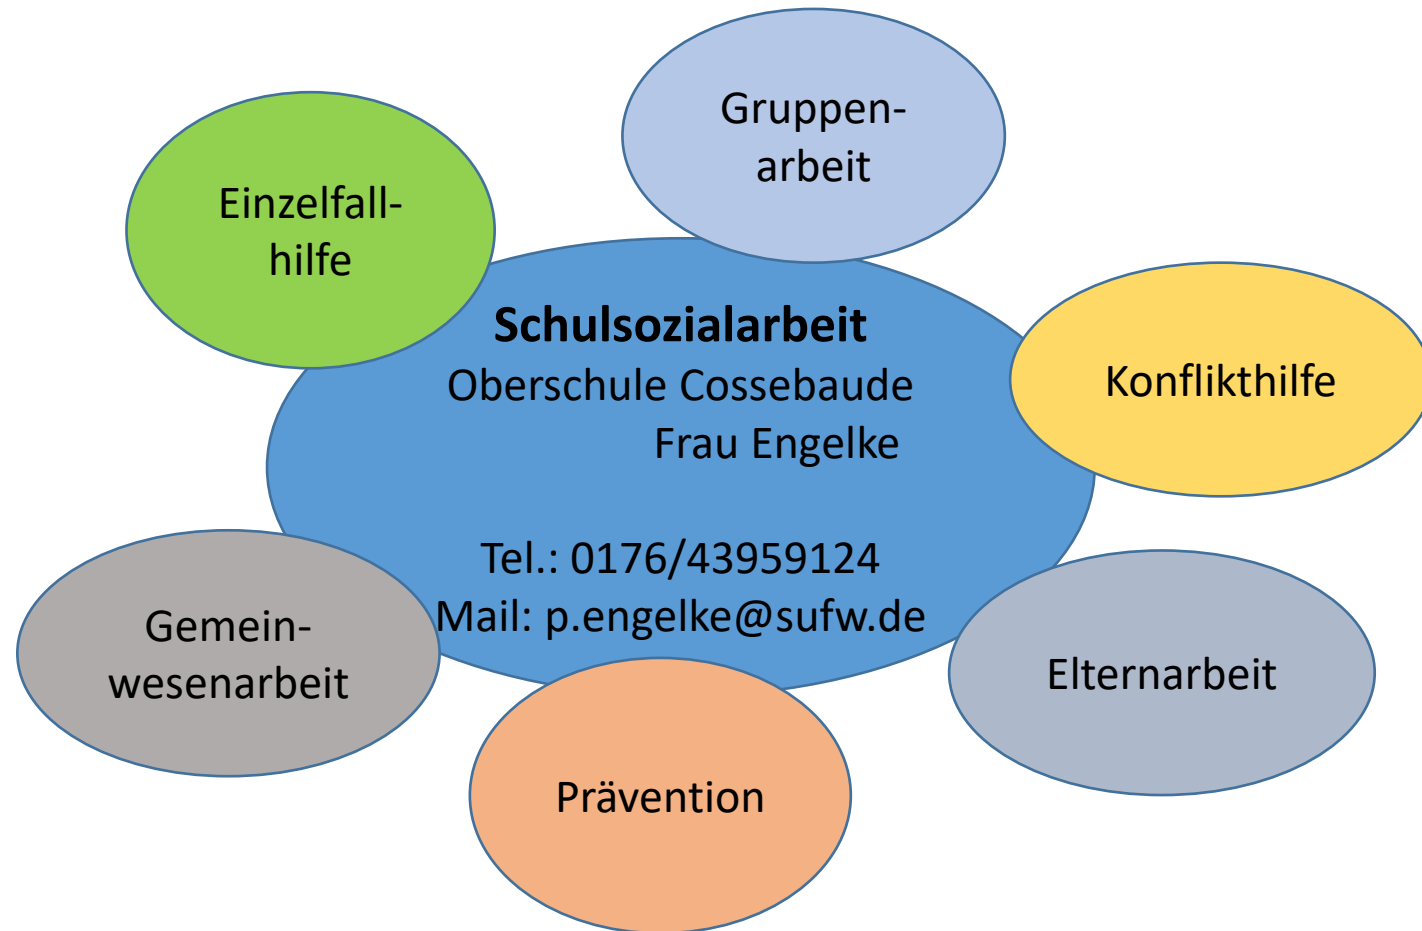 Gruppen-
arbeit
Einzelfall-
hilfe
Schulsozialarbeit
Oberschule Cossebaude
Frau Engelke
Konflikthilfe
Tel.: 0176/43959124
Mail: p.engelke@sufw.de
Gemein-
wesenarbeit
Elternarbeit
Prävention